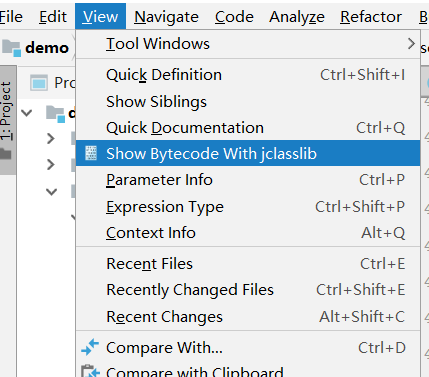 File Edit View Navigate Code Analyze Refactor
demo
Pro
1: Project
Tool Windows
Quick Definition Ctrl+Shift+I
Show Siblings
Quick Documentation Ctrl+Q
Show Bytecode With jclasslib
Parameter Info Ctrl+P
Expression Type Ctrl+Shift+P
Context Info Alt+Q
Recent Files Ctrl+E
Recently Changed Files Ctrl+Shift+E
Recent Changes Alt+Shift+C
Compare With... Ctrl+D
Compare with Clipboard